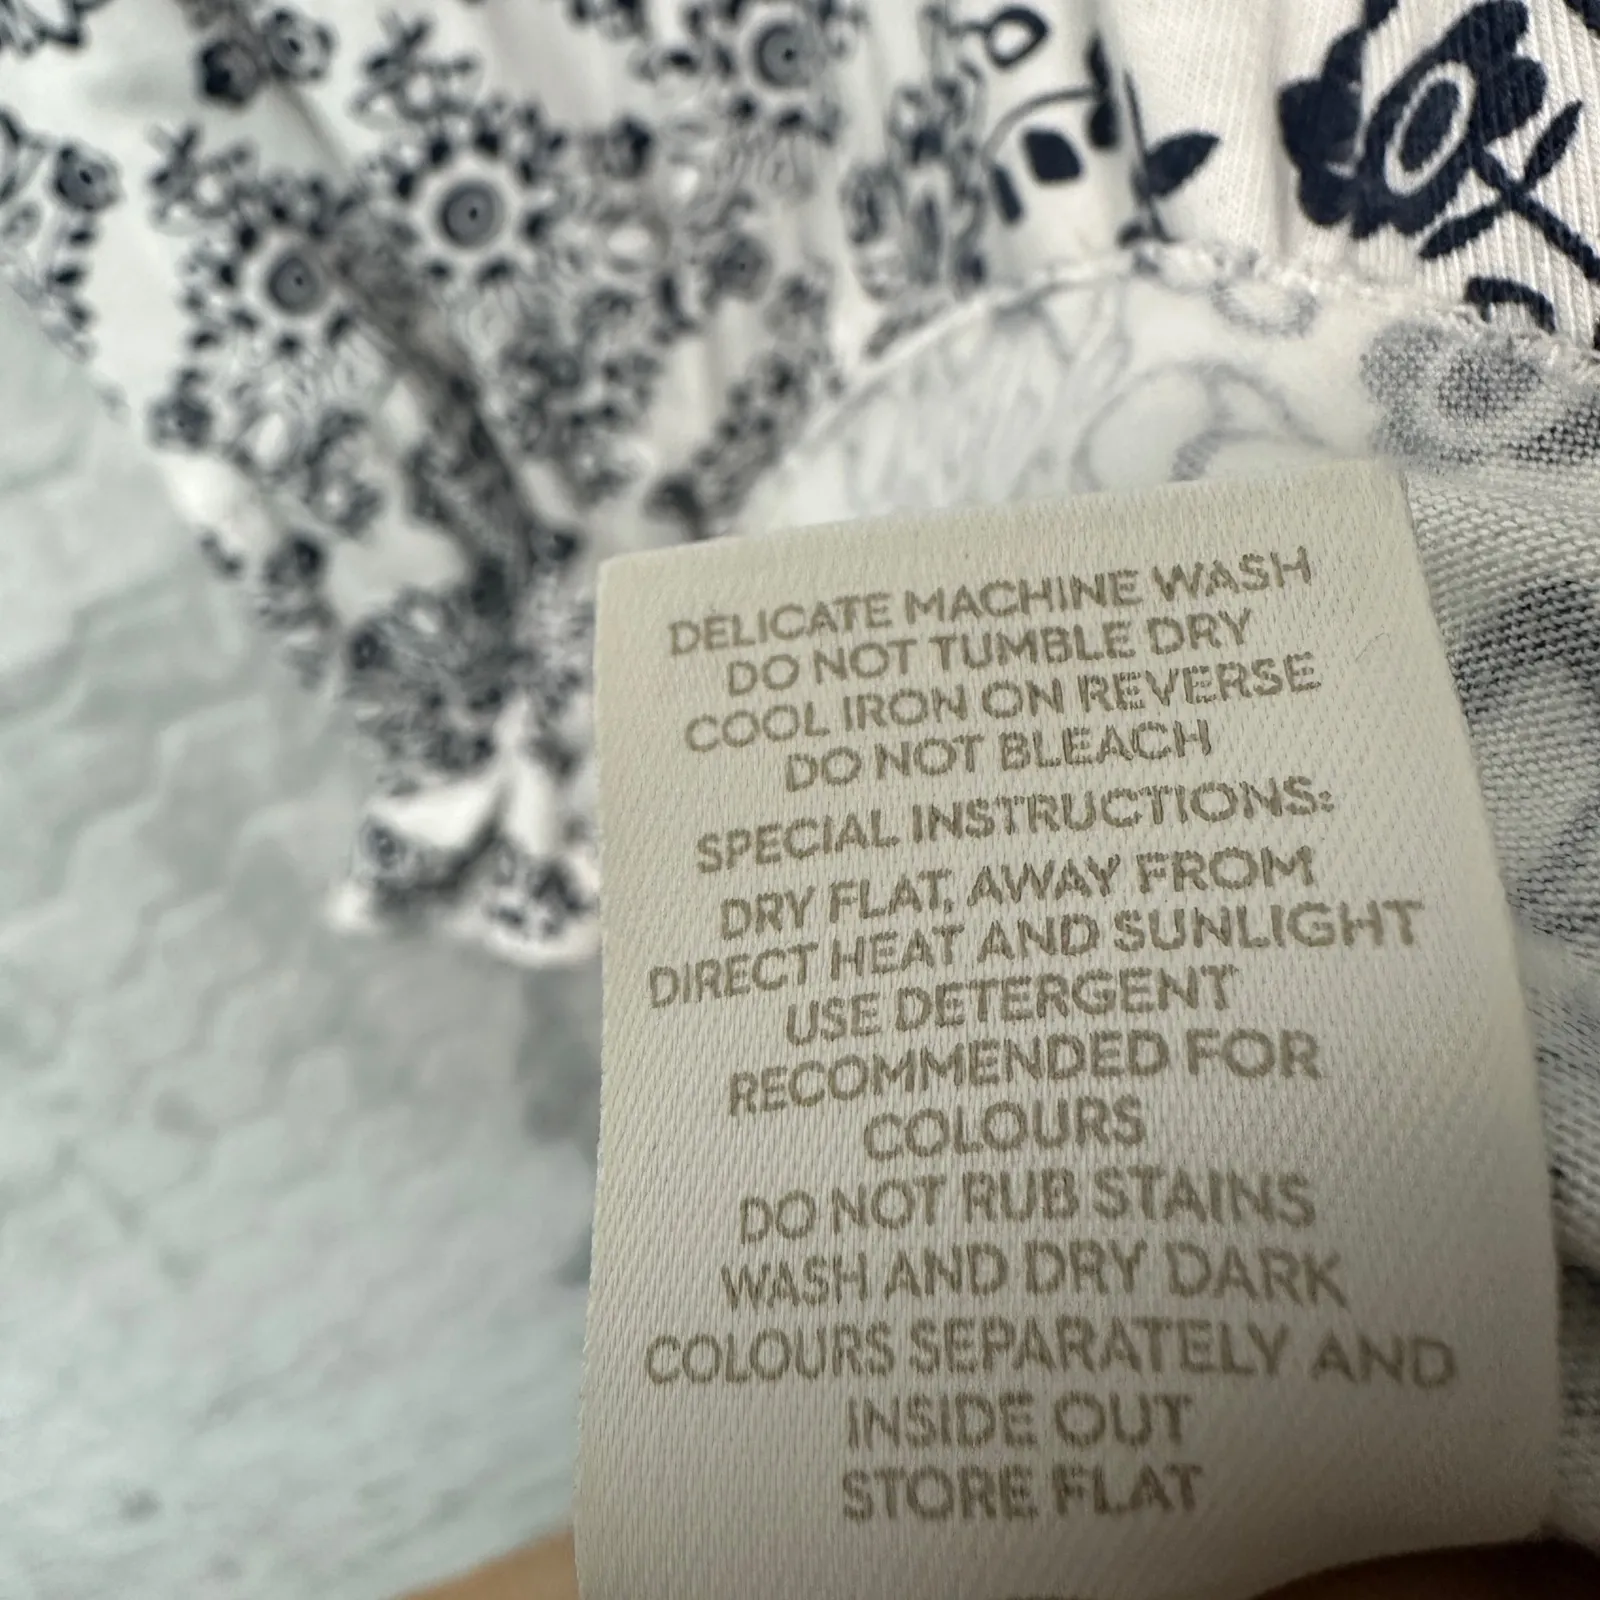 DELICATE MACHINE WASH
DO NOT TUMBLE DRY
COOL IRON ON REVERSE
DO NOT BLEACH
SPECIAL INSTRUCTIONS:
DRY FLAT, AWAY FROM
DIRECT HEAT AND SUNLIGHT
USE DETERGENT
RECOMMENDED FOR
COLOURS
DO NOT RUB STAINS
WASH AND DRY DARK
COLOURS SEPARATELY AND
INSIDE OUT
STORE FLAT